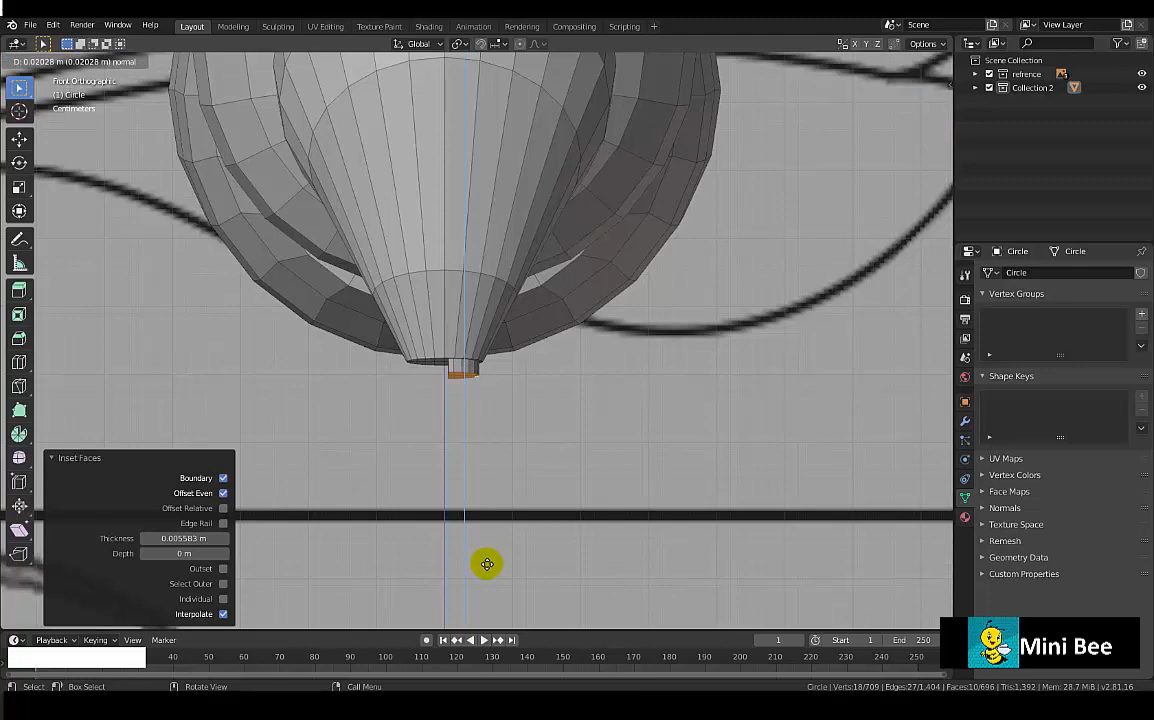 File Edit Render Window Help Layout Modeling Sculpting UV Editing Texture Paint Shading Animation Rendering Compositing Scripting + Scene View Layer
Global X Y Z Options
D: 0.02028 m (0.02028 m) normal
Front Orthographic
(1) Circle
Centimeters
Scene Collection
refrence
Collection 2
Circle Circle
Circle
Vertex Groups
Shape Keys
UV Maps
Vertex Colors
Face Maps
Normals
Texture Space
Remesh
Geometry Data
Custom Properties
Inset Faces
Boundary
Offset Even
Offset Relative
Edge Rail
Thickness 0.005583 m
Depth 0 m
Outset
Select Outer
Individual
Interpolate
Playback Keying View Marker 1 Start 1 End 250
40 50 60 70 80 90 100 110 120 130 140 150 160 170 180 190 200 210 220 230 240 250
Mini Bee
Select Box Select Rotate View Call Menu Circle | Verts:18/709 | Edges:27/1,404 | Faces:10/696 | Tris:1,392 | Mem: 28.7 MiB | v2.81.16